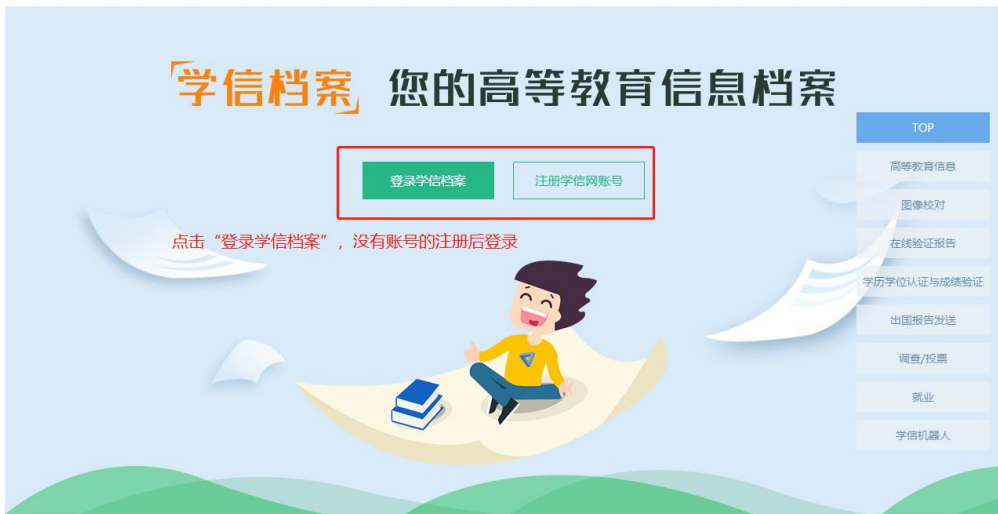 学信档案 您的高等教育信息档案
登录学信档案
注册学信网账号
点击“登录学信档案”，没有账号的注册后登录
TOP
高等教育信息
图像校对
在线验证报告
学历学位认证与成绩验证
出国报告发送
调查/投票
就业
学信机器人